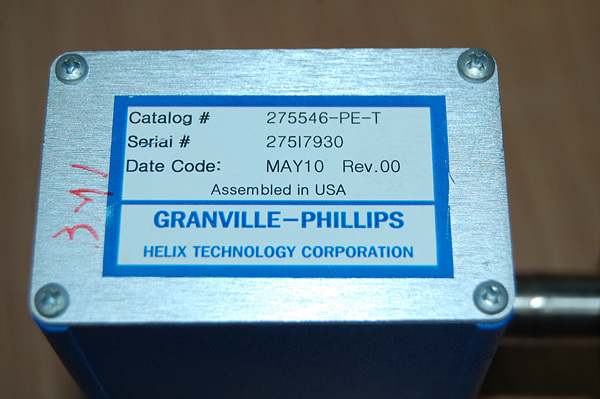 Catalog # 275546-PE-T
Serial # 275I7930
Date Code: MAY10 Rev.00
Assembled in USA
GRANVILLE-PHILLIPS
HELIX TECHNOLOGY CORPORATION